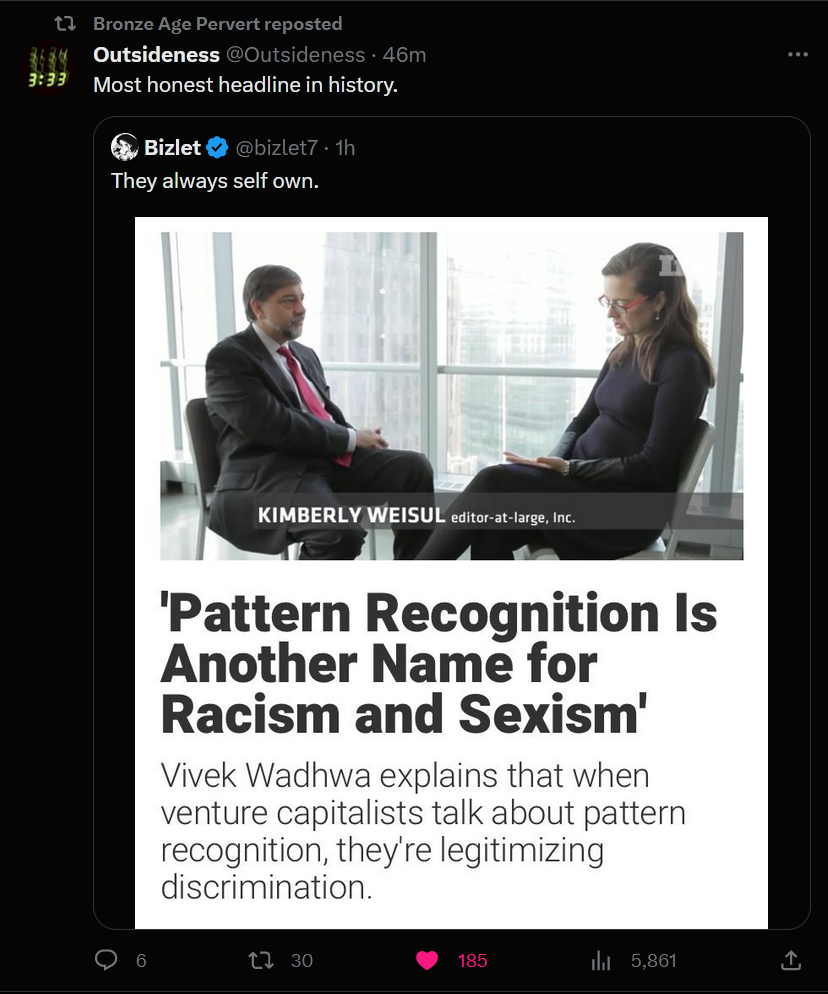 Bronze Age Pervert reposted
3:33
Outsideness @Outsideness · 46m
Most honest headline in history.
Bizlet @bizlet7 · 1h
They always self own.
KIMBERLY WEISUL editor-at-large, Inc.
'Pattern Recognition Is
Another Name for
Racism and Sexism'
Vivek Wadhwa explains that when
venture capitalists talk about pattern
recognition, they're legitimizing
discrimination.
6 30 185 5,861